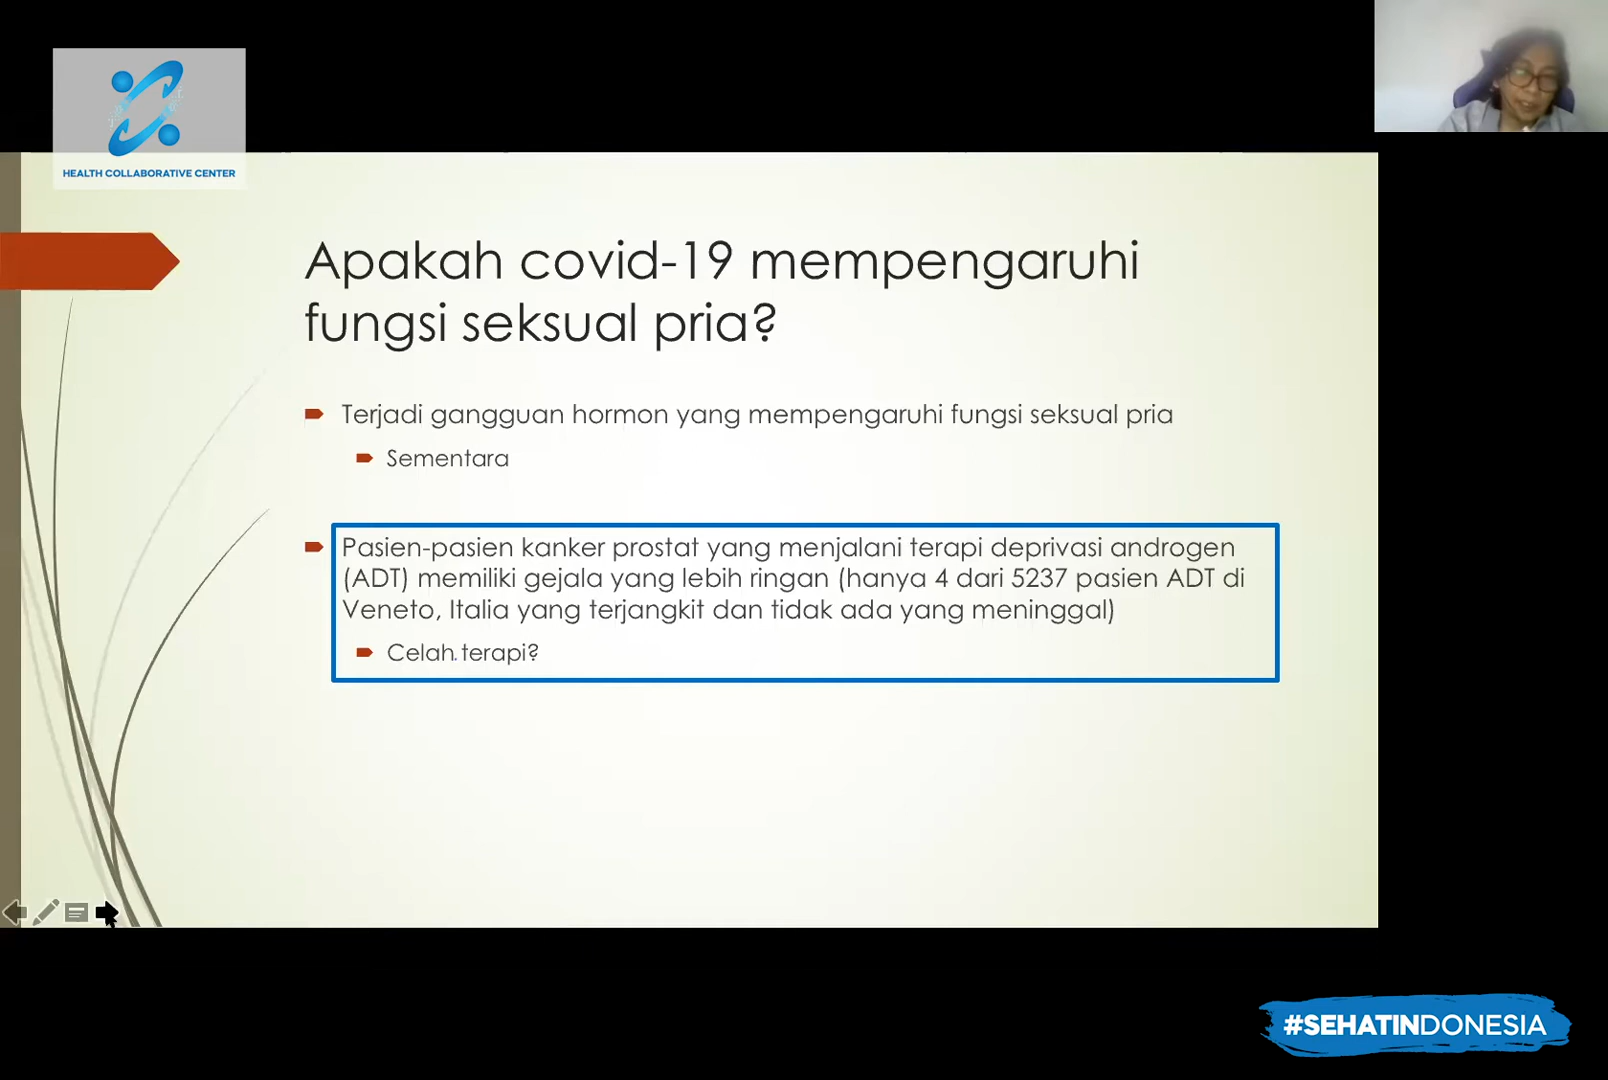 HEALTH COLLABORATIVE CENTER
Apakah covid-19 mempengaruhi
fungsi seksual pria?
Terjadi gangguan hormon yang mempengaruhi fungsi seksual pria
Sementara
Pasien-pasien kanker prostat yang menjalani terapi deprivasi androgen
(ADT) memiliki gejala yang lebih ringan (hanya 4 dari 5237 pasien ADT di
Veneto, Italia yang terjangkit dan tidak ada yang meninggal)
Celah terapi?
#SEHATINDONESIA